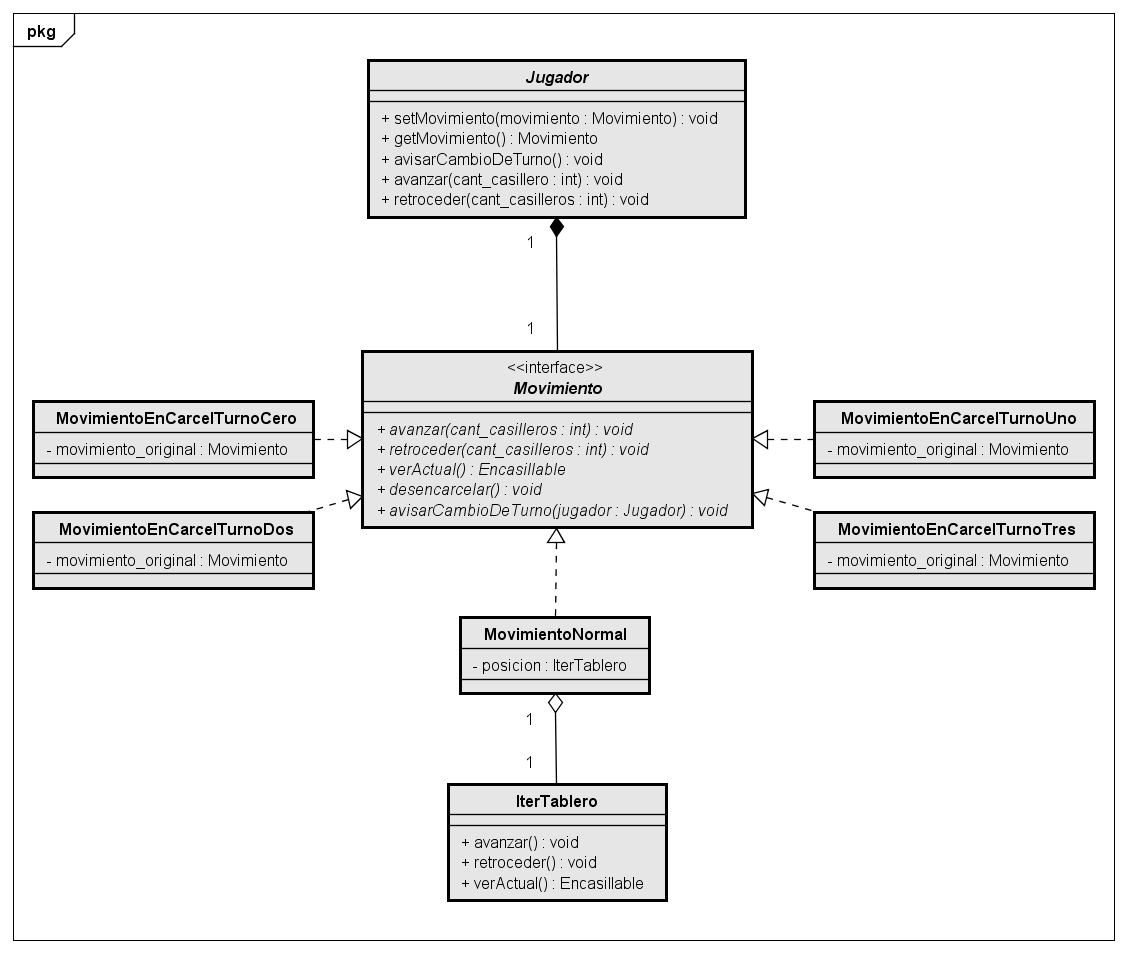 pkg
Jugador
+ setMovimiento(movimiento : Movimiento) : void
+ getMovimiento() : Movimiento
+ avisarCambioDeTurno() : void
+ avanzar(cant_casillero : int) : void
+ retroceder(cant_casilleros : int) : void
1
1
<<interface>>
Movimiento
+ avanzar(cant_casilleros : int) : void
+ retroceder(cant_casilleros : int) : void
+ verActual() : Encasillable
+ desencarcelar() : void
+ avisarCambioDeTurno(jugador : Jugador) : void
MovimientoEnCarcelTurnoCero
- movimiento_original : Movimiento
MovimientoEnCarcelTurnoUno
- movimiento_original : Movimiento
MovimientoEnCarcelTurnoDos
- movimiento_original : Movimiento
MovimientoEnCarcelTurnoTres
- movimiento_original : Movimiento
MovimientoNormal
- posicion : IterTablero
1
1
IterTablero
+ avanzar() : void
+ retroceder() : void
+ verActual() : Encasillable